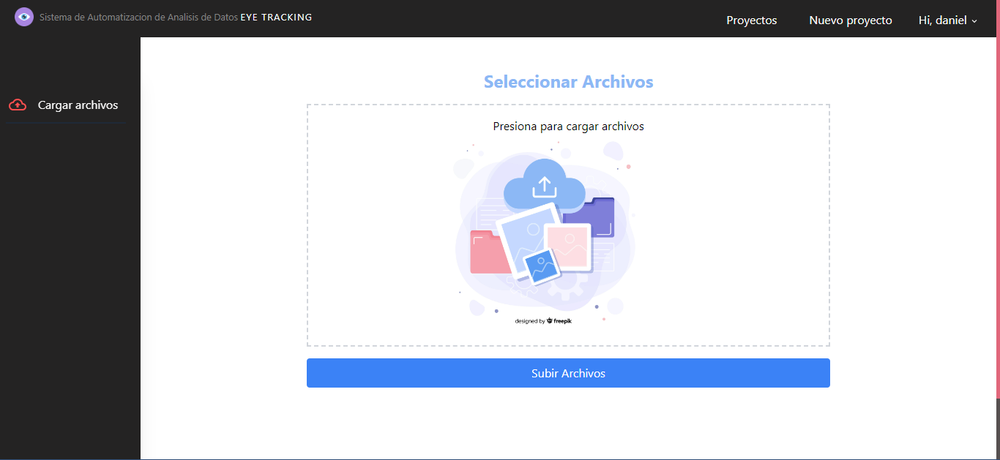 Sistema de Automatizacion de Analisis de Datos EYE TRACKING
Proyectos
Nuevo proyecto
Hi, daniel
Cargar archivos
Seleccionar Archivos
Presiona para cargar archivos
designed by freepik
Subir Archivos